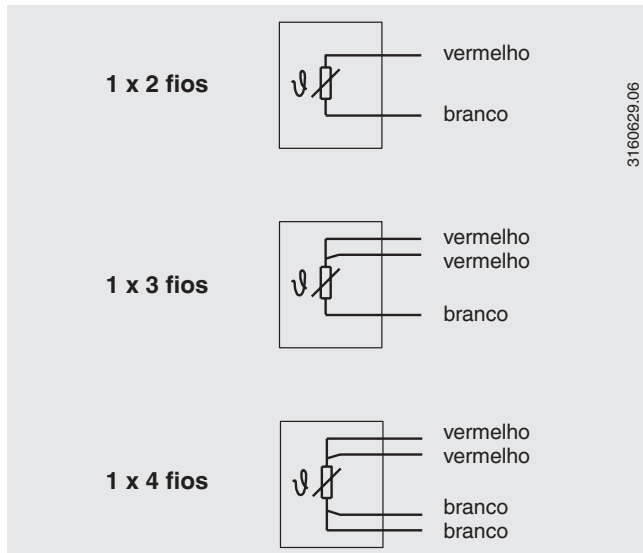 1 x 2 fios
vermelho
branco
3160629.06
1 x 3 fios
vermelho
vermelho
branco
1 x 4 fios
vermelho
vermelho
branco
branco